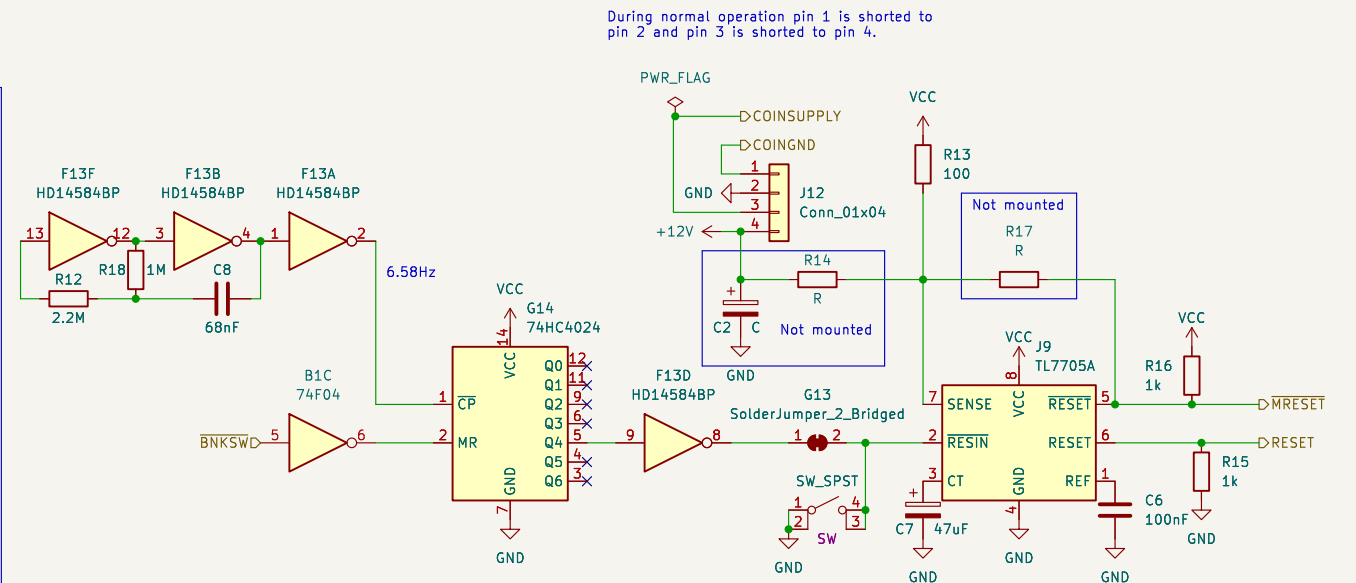 During normal operation pin 1 is shorted to
pin 2 and pin 3 is shorted to pin 4.
PWR_FLAG
COINSUPPLY
COINGND
1
2
3
4
GND
+12V
J12
Conn_01x04
VCC
R13
100
Not mounted
R17
R
R14
R
+
C2 C
Not mounted
GND
F13F
HD14584BP
13
12
F13B
HD14584BP
3
4
F13A
HD14584BP
1
2
R18
1M
C8
68nF
R12
2.2M
6.58Hz
VCC
G14
74HC4024
14
VCC
1
CP
2
MR
GND
7
GND
Q0
12
Q1
11
Q2
9
Q3
6
Q4
5
Q5
4
Q6
3
B1C
74F04
BNKSW
5
6
F13D
HD14584BP
9
8
G13
SolderJumper_2_Bridged
1
2
SW_SPST
1
2
4
3
SW
GND
VCC
J9
TL7705A
8
VCC
7
SENSE
2
RESIN
3
CT
GND
4
GND
RESET
5
RESET
6
REF
1
+
C7
47uF
GND
C6
100nF
GND
VCC
R16
1k
MRESET
RESET
R15
1k
GND